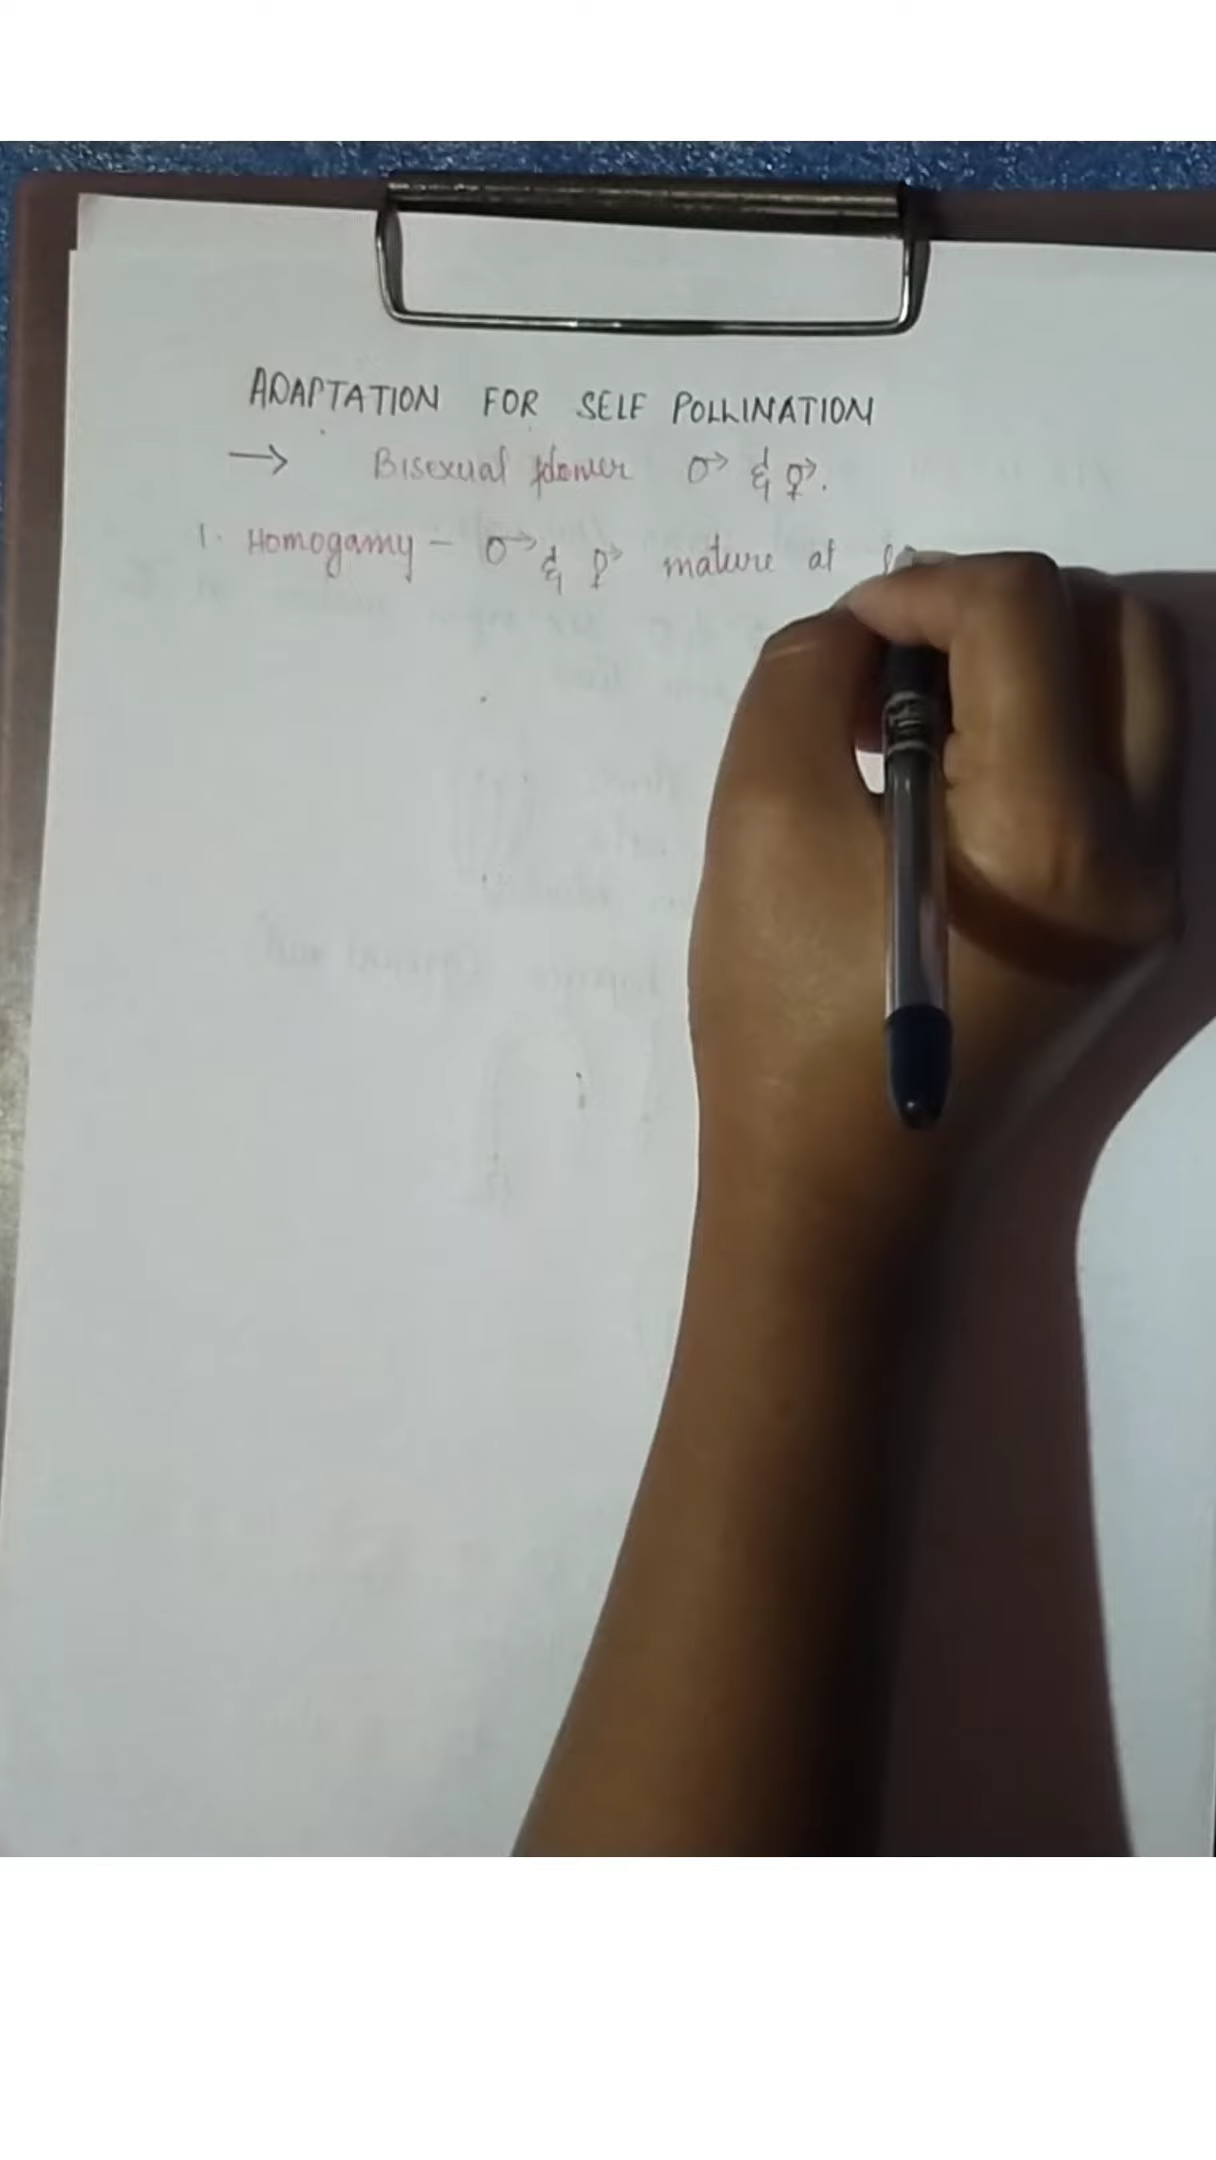 ADAPTATION FOR SELF POLLINATION
→ Bisexual flower ♂ & ♀.
1. Homogamy - ♂ & ♀ mature at